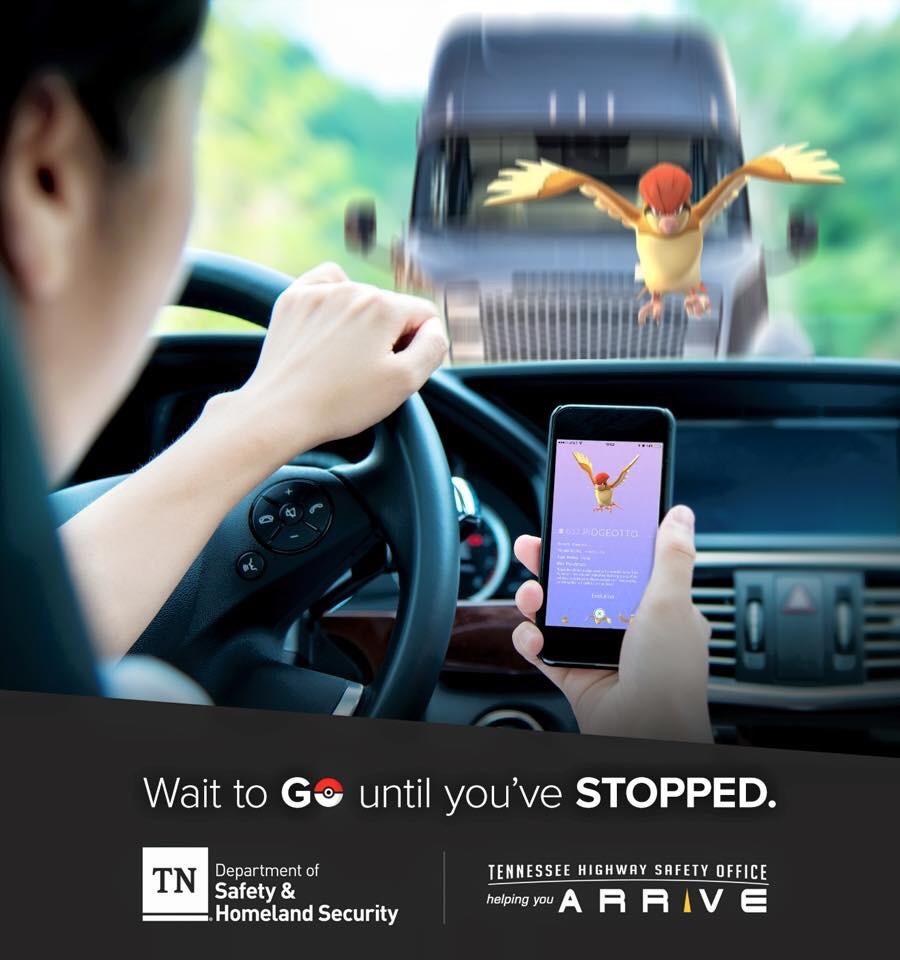 PIDGEOTTO
Evolution
Wait to GO until you've STOPPED.
TN
Department of
Safety &
Homeland Security
TENNESSEE HIGHWAY SAFETY OFFICE
helping you ARRIVE